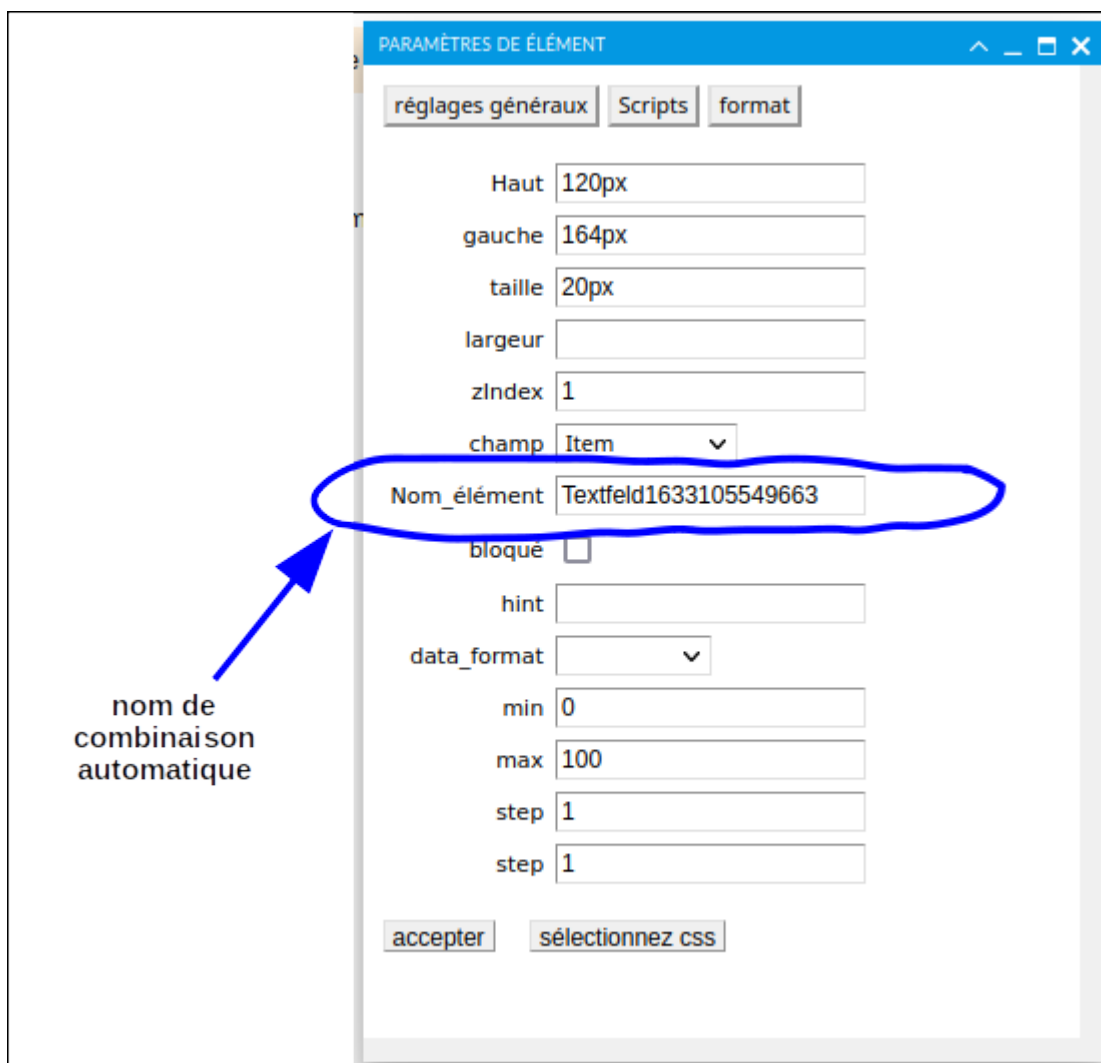 PARAMÈTRES DE ÉLÉMENT
e
réglages généraux Scripts format
Haut 120px
m
gauche 164px
taille 20px
largeur
zIndex 1
champ Item
Nom_élément Textfeld1633105549663
bloqué
hint
data_format
min 0
nom de
combinaison
automatique
max 100
step 1
step 1
accepter sélectionnez css